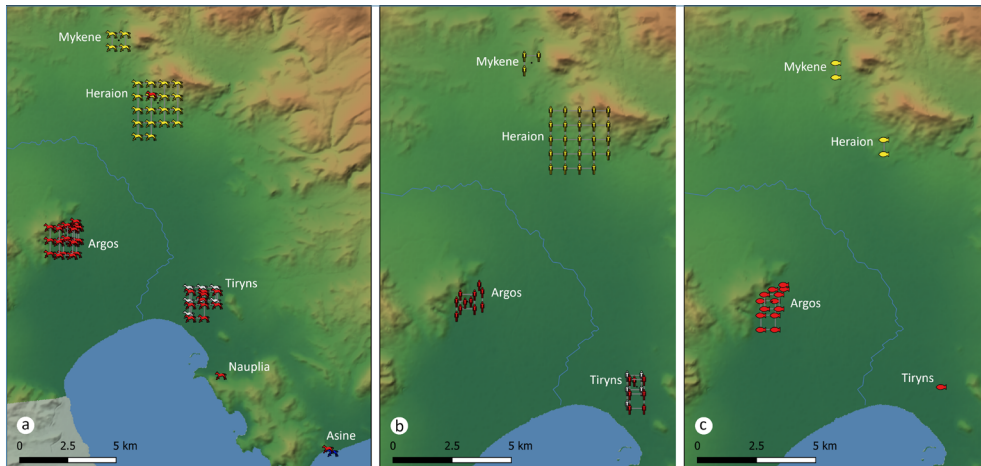 Mykene
Heraion
Argos
Tiryns
Nauplia
Asine
a
0 2.5 5 km
Mykene
Heraion
Argos
Tiryns
b
0 2.5 5 km
Mykene
Heraion
Argos
Tiryns
c
0 2.5 5 km